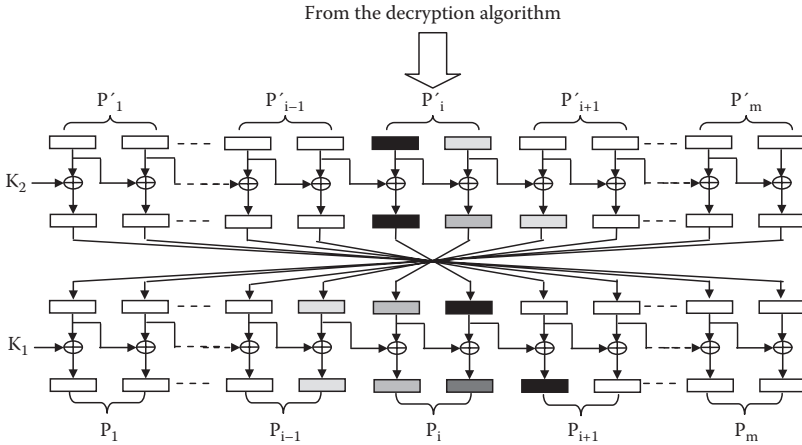 From the decryption algorithm
P´1 P´i−1 P´i P´i+1 P´m
K2
K1
P1 Pi−1 Pi Pi+1 Pm